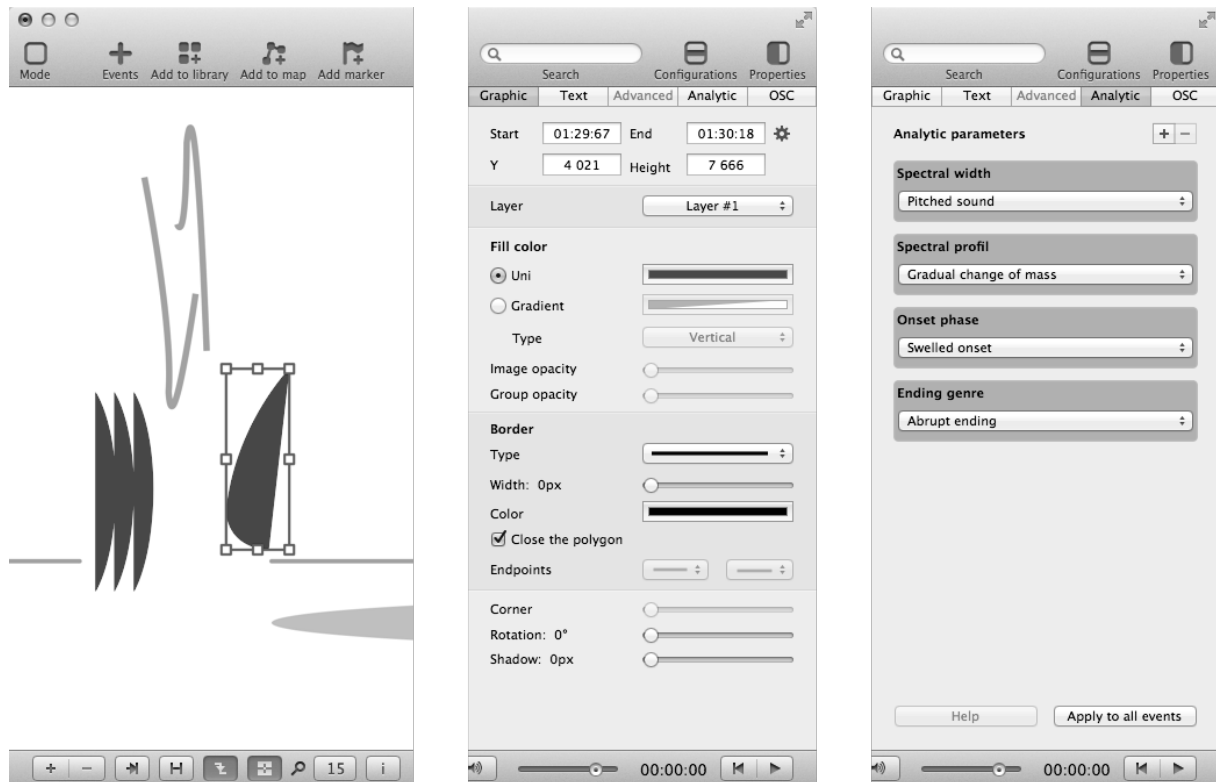 Mode Events Add to library Add to map Add marker
15 i
Search Configurations Properties
Graphic Text Advanced Analytic OSC
Start 01:29:67 End 01:30:18
Y 4 021 Height 7 666
Layer Layer #1
Fill color
Uni
Gradient
Type Vertical
Image opacity
Group opacity
Border
Type
Width: 0px
Color
Close the polygon
Endpoints
Corner
Rotation: 0°
Shadow: 0px
00:00:00
Search Configurations Properties
Graphic Text Advanced Analytic OSC
Analytic parameters + −
Spectral width
Pitched sound
Spectral profil
Gradual change of mass
Onset phase
Swelled onset
Ending genre
Abrupt ending
Help Apply to all events
00:00:00